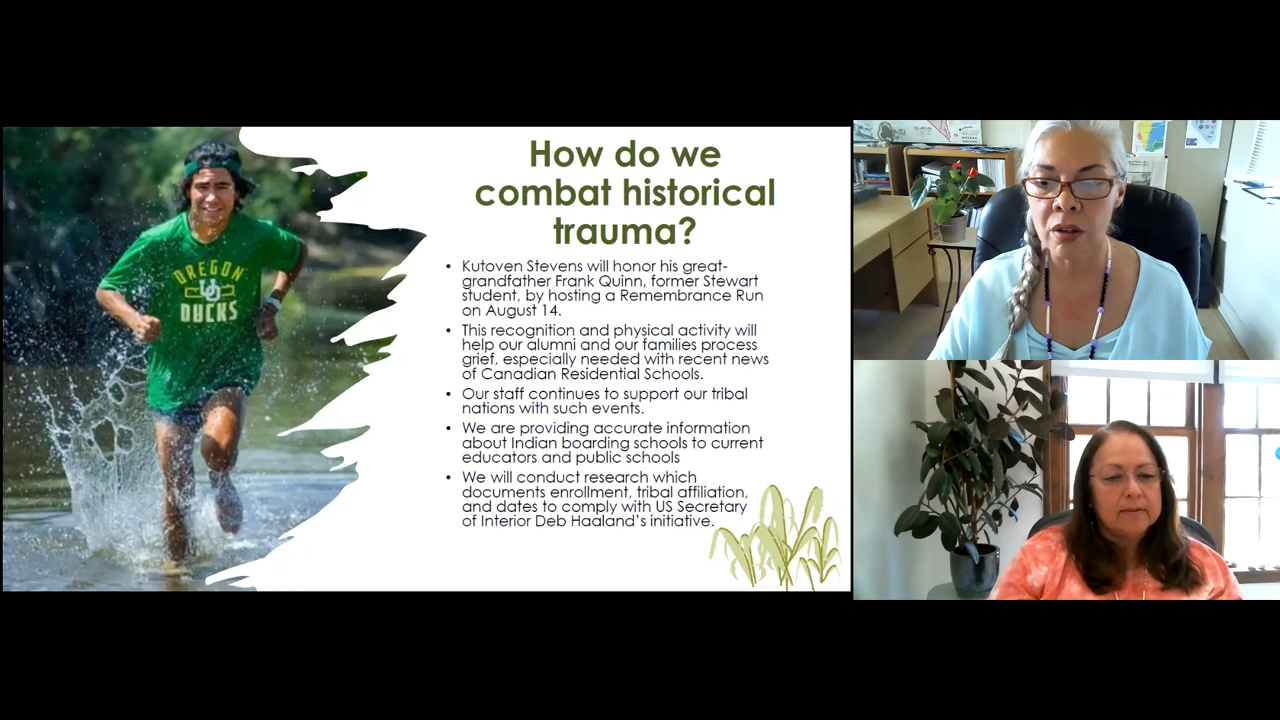 How do we
combat historical
trauma?
• Kutoven Stevens will honor his great-
grandfather Frank Quinn, former Stewart
student, by hosting a Remembrance Run
on August 14.
• This recognition and physical activity will
help our alumni and our families process
grief, especially needed with recent news
of Canadian Residential Schools.
• Our staff continues to support our tribal
nations with such events.
• We are providing accurate information
about Indian boarding schools to current
educators and public schools
• We will conduct research which
documents enrollment, tribal affiliation,
and dates to comply with US Secretary
of Interior Deb Haaland's initiative.
OREGON
UO
DUCKS